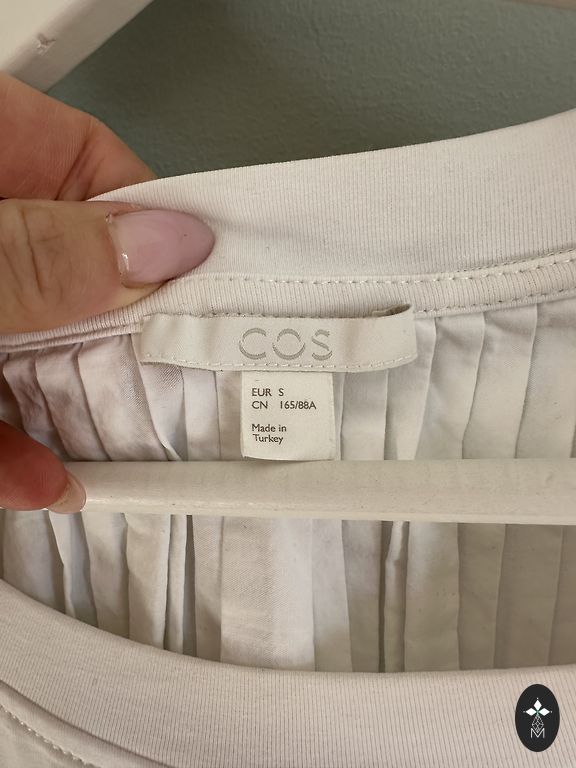 COS
EUR S
CN 165/88A
Made in
Turkey
M